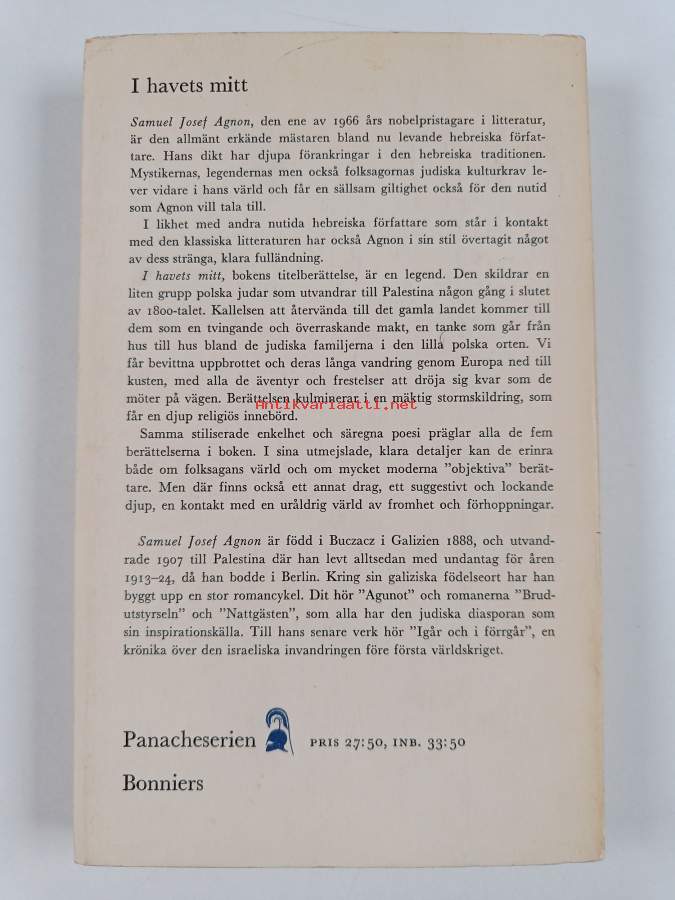 I havets mitt
Samuel Josef Agnon, den ene av 1966 års nobelpristagare i litteratur,
är den allmänt erkände mästaren bland nu levande hebreiska förfat-
tare. Hans dikt har djupa förankringar i den hebreiska traditionen.
Mystikernas, legendernas men också folksagornas judiska kulturkrav le-
ver vidare i hans värld och får en sällsam giltighet också för den nutid
som Agnon vill tala till.
I likhet med andra nutida hebreiska författare som står i kontakt
med den klassiska litteraturen har också Agnon i sin stil övertagit något
av dess stränga, klara fulländning.
I havets mitt, bokens titelberättelse, är en legend. Den skildrar en
liten grupp polska judar som utvandrar till Palestina någon gång i slutet
av 1800-talet. Kallelsen att återvända till det gamla landet kommer till
dem som en tvingande och överraskande makt, en tanke som går från
hus till hus bland de judiska familjerna i den lilla polska orten. Vi
får bevittna uppbrottet och deras långa vandring genom Europa ned till
kusten, med alla de äventyr och frestelser att dröja sig kvar som de
möter på vägen. Berättelsen kulminerar i en mäktig stormskildring, som
Antikvariaatti.net
får en djup religiös innebörd.
Samma stiliserade enkelhet och säregna poesi präglar alla de fem
berättelserna i boken. I sina utmejslade, klara detaljer kan de erinra
både om folksagans värld och om mycket moderna "objektiva" berät-
tare. Men där finns också ett annat drag, ett suggestivt och lockande
djup, en kontakt med en uråldrig värld av fromhet och förhoppningar.
Samuel Josef Agnon är född i Buczacz i Galizien 1888, och utvand-
rade 1907 till Palestina där han levt alltsedan med undantag för åren
1913–24, då han bodde i Berlin. Kring sin galiziska födelseort har han
byggt upp en stor romancykel. Dit hör "Agunot" och romanerna "Brud-
utstyrseln" och "Nattgästen", som alla har den judiska diasporan som
sin inspirationskälla. Till hans senare verk hör "Igår och i förrgår", en
krönika över den israeliska invandringen före första världskriget.
Panacheserien PRIS 27:50, INB. 33:50
Bonniers